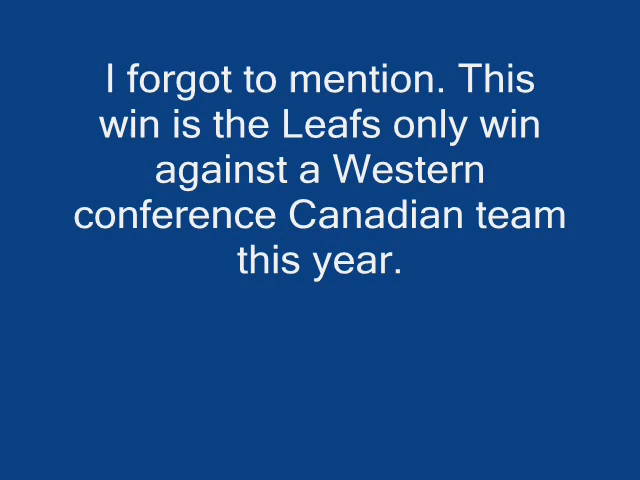 I forgot to mention. This
win is the Leafs only win
against a Western
conference Canadian team
this year.